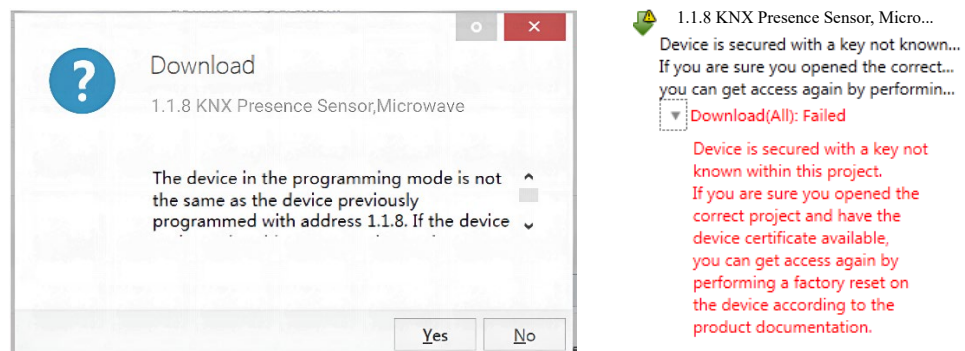 Download
1.1.8 KNX Presence Sensor,Microwave
The device in the programming mode is not
the same as the device previously
programmed with address 1.1.8. If the device
Yes
No
1.1.8 KNX Presence Sensor, Micro...
Device is secured with a key not known...
If you are sure you opened the correct...
you can get access again by performin...
Download(All): Failed
Device is secured with a key not
known within this project.
If you are sure you opened the
correct project and have the
device certificate available,
you can get access again by
performing a factory reset on
the device according to the
product documentation.